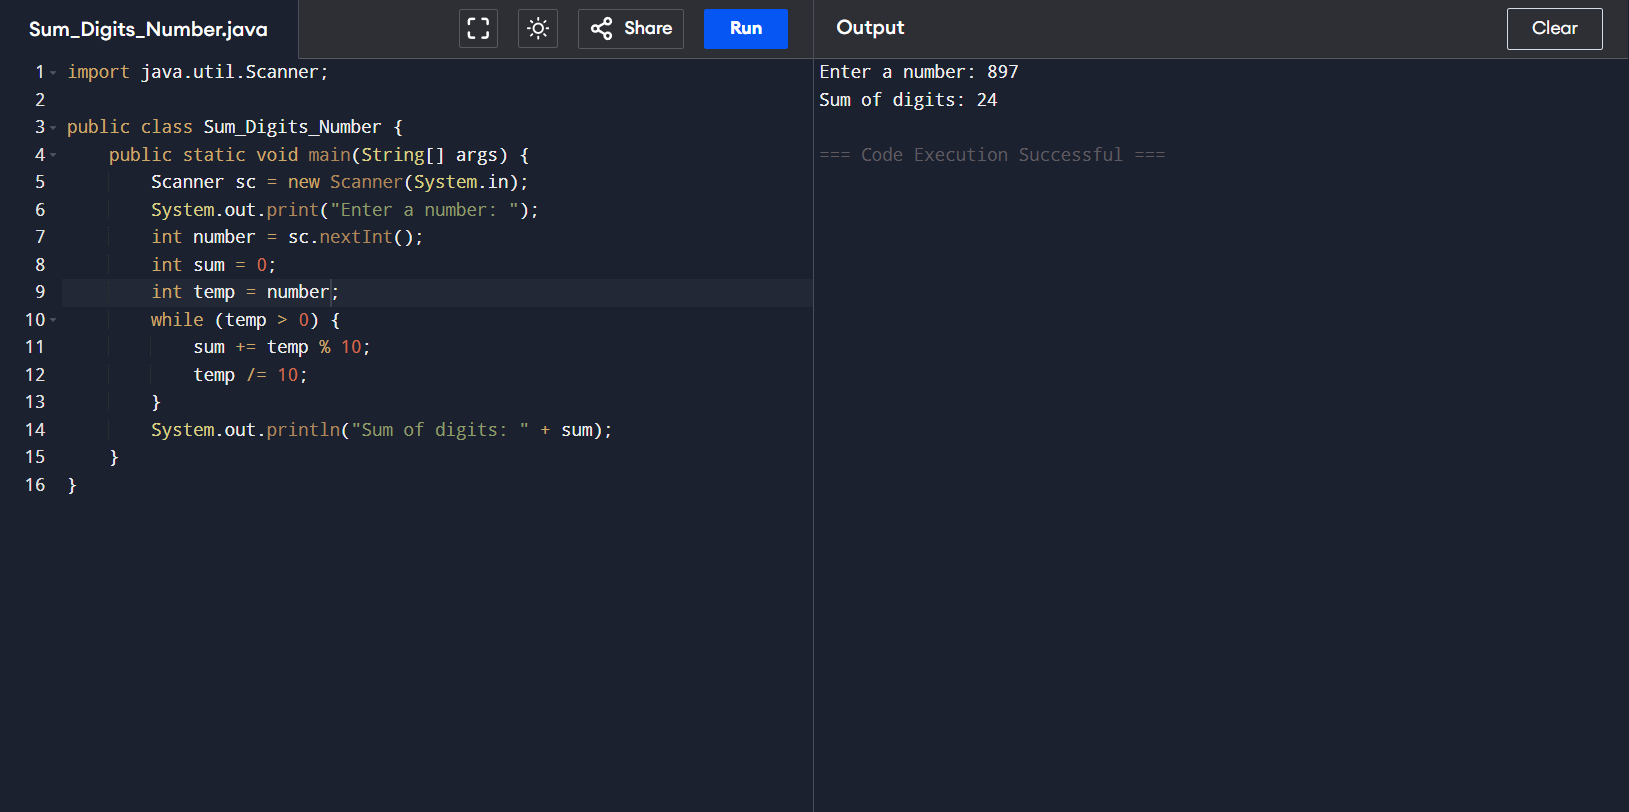 Sum_Digits_Number.java
Share
Run
1 import java.util.Scanner;
2
3 public class Sum_Digits_Number {
4     public static void main(String[] args) {
5         Scanner sc = new Scanner(System.in);
6         System.out.print("Enter a number: ");
7         int number = sc.nextInt();
8         int sum = 0;
9         int temp = number;
10         while (temp > 0) {
11             sum += temp % 10;
12             temp /= 10;
13         }
14         System.out.println("Sum of digits: " + sum);
15     }
16 }
Output
Clear
Enter a number: 897
Sum of digits: 24
=== Code Execution Successful ===